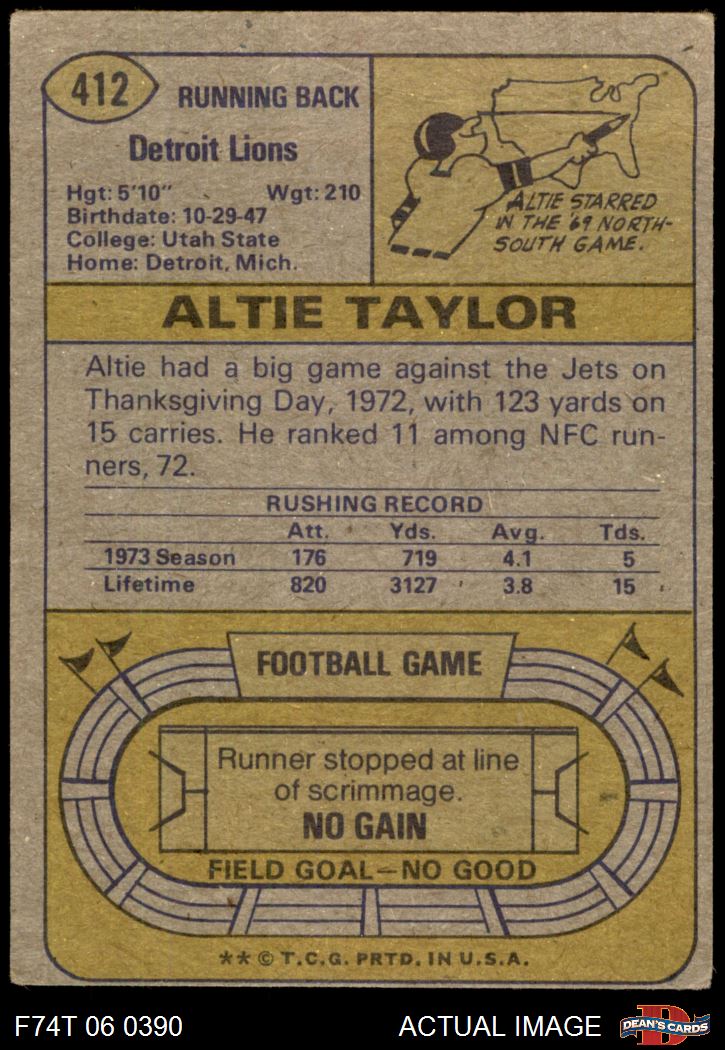 412
RUNNING BACK
Detroit Lions
Hgt: 5'10" Wgt: 210
Birthdate: 10-29-47
College: Utah State
Home: Detroit, Mich.
ALTIE STARRED
IN THE '69 NORTH-
SOUTH GAME.
ALTIE TAYLOR
Altie had a big game against the Jets on
Thanksgiving Day, 1972, with 123 yards on
15 carries. He ranked 11 among NFC run-
ners, 72.
RUSHING RECORD
Att. Yds. Avg. Tds.
1973 Season 176 719 4.1 5
Lifetime 820 3127 3.8 15
FOOTBALL GAME
Runner stopped at line
of scrimmage.
NO GAIN
FIELD GOAL—NO GOOD
** © T.C.G. PRTD. IN U.S.A.
F74T 06 0390 ACTUAL IMAGE
D
DEAN'S CARDS